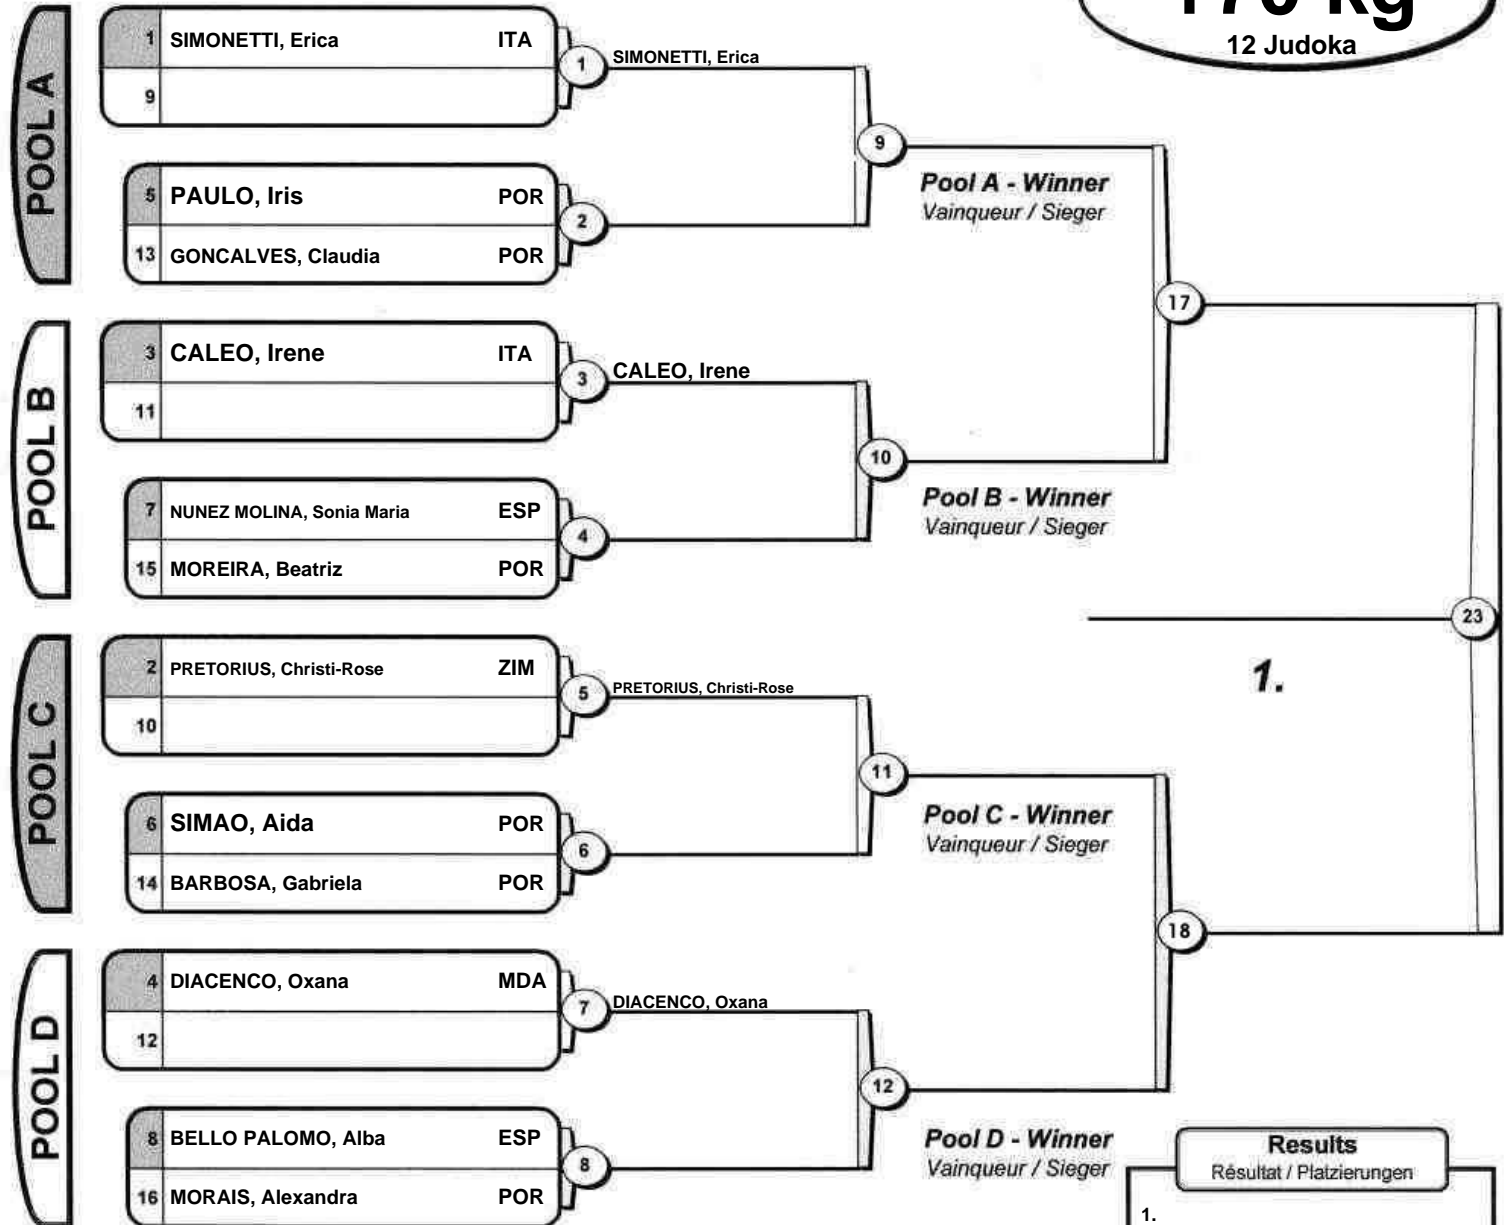 kg
12 Judoka
POOL A
1 SIMONETTI, Erica ITA
9
1 SIMONETTI, Erica
5 PAULO, Iris POR
13 GONCALVES, Claudia POR
2
9
Pool A - Winner
Vainqueur / Sieger
17
POOL B
3 CALEO, Irene ITA
11
3 CALEO, Irene
7 NUNEZ MOLINA, Sonia Maria ESP
15 MOREIRA, Beatriz POR
4
10
Pool B - Winner
Vainqueur / Sieger
23
1.
POOL C
2 PRETORIUS, Christi-Rose ZIM
10
5 PRETORIUS, Christi-Rose
6 SIMAO, Aida POR
14 BARBOSA, Gabriela POR
6
11
Pool C - Winner
Vainqueur / Sieger
18
POOL D
4 DIACENCO, Oxana MDA
12
7 DIACENCO, Oxana
8 BELLO PALOMO, Alba ESP
16 MORAIS, Alexandra POR
8
12
Pool D - Winner
Vainqueur / Sieger
Results
Résultat / Platzierungen
1.